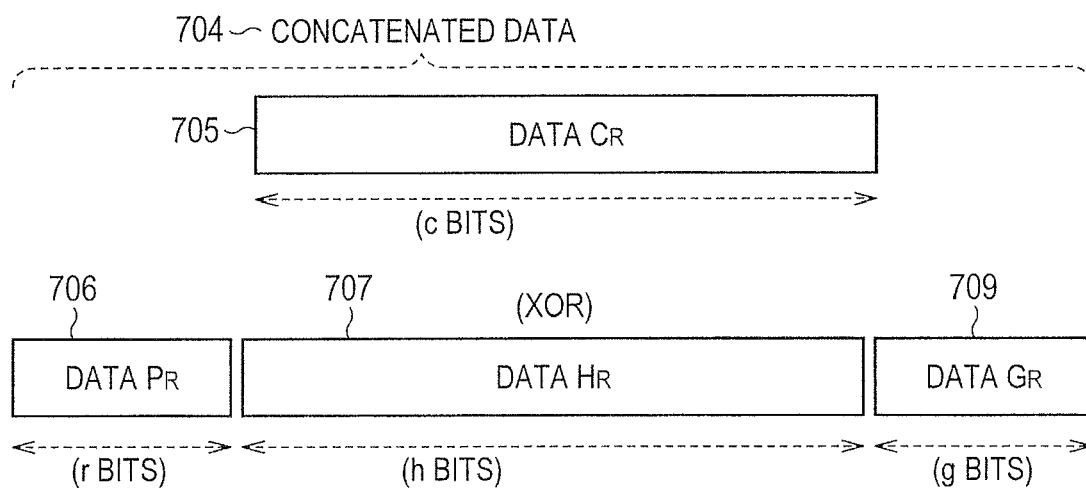 704 CONCATENATED DATA
705 DATA CR
(c BITS)
706 707 (XOR) 709
DATA PR DATA HR DATA GR
(r BITS) (h BITS) (g BITS)